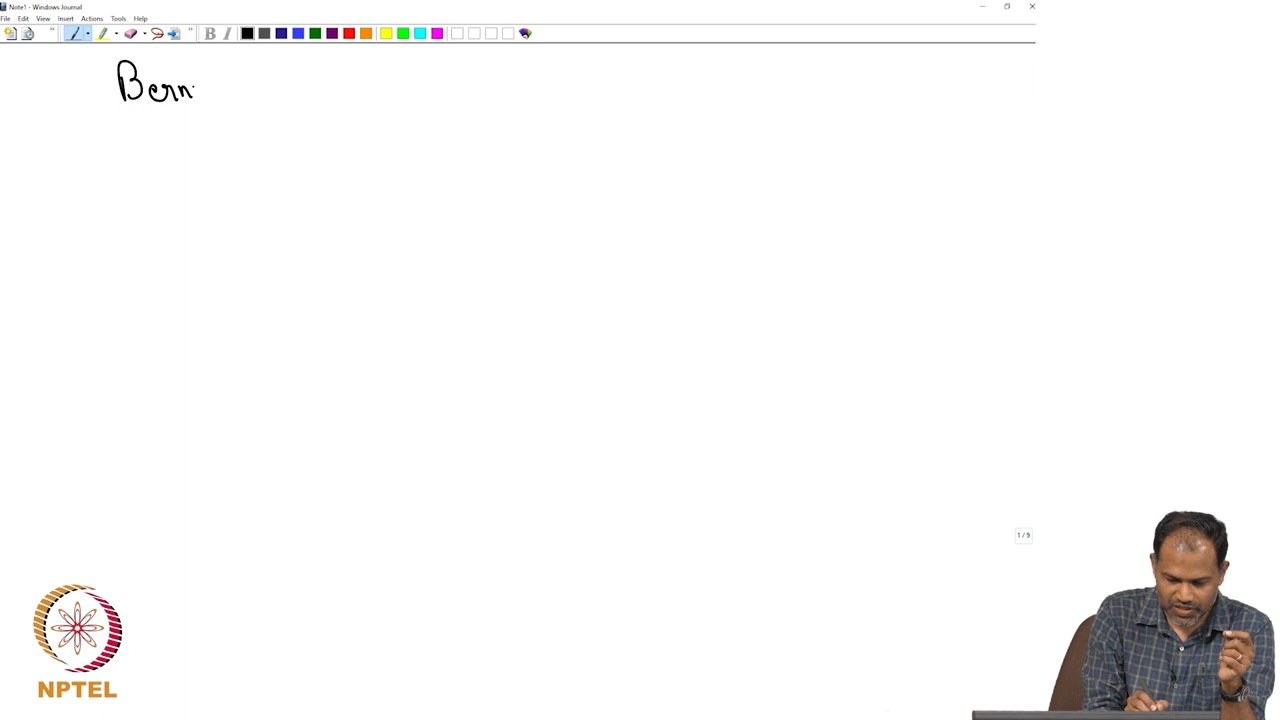 Note1 - Windows Journal
File Edit View Insert Actions Tools Help
B I
Bern
1 / 9
NPTEL